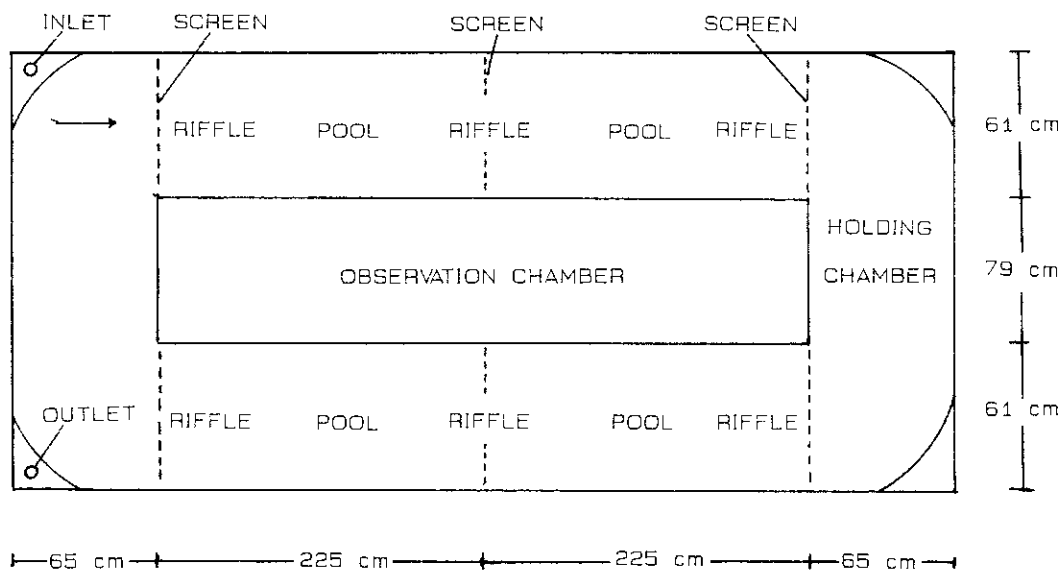 INLET
SCREEN
SCREEN
SCREEN
RIFFLE POOL RIFFLE POOL RIFFLE
61 cm
HOLDING
OBSERVATION CHAMBER
CHAMBER
79 cm
OUTLET
RIFFLE POOL RIFFLE POOL RIFFLE
61 cm
65 cm 225 cm 225 cm 65 cm